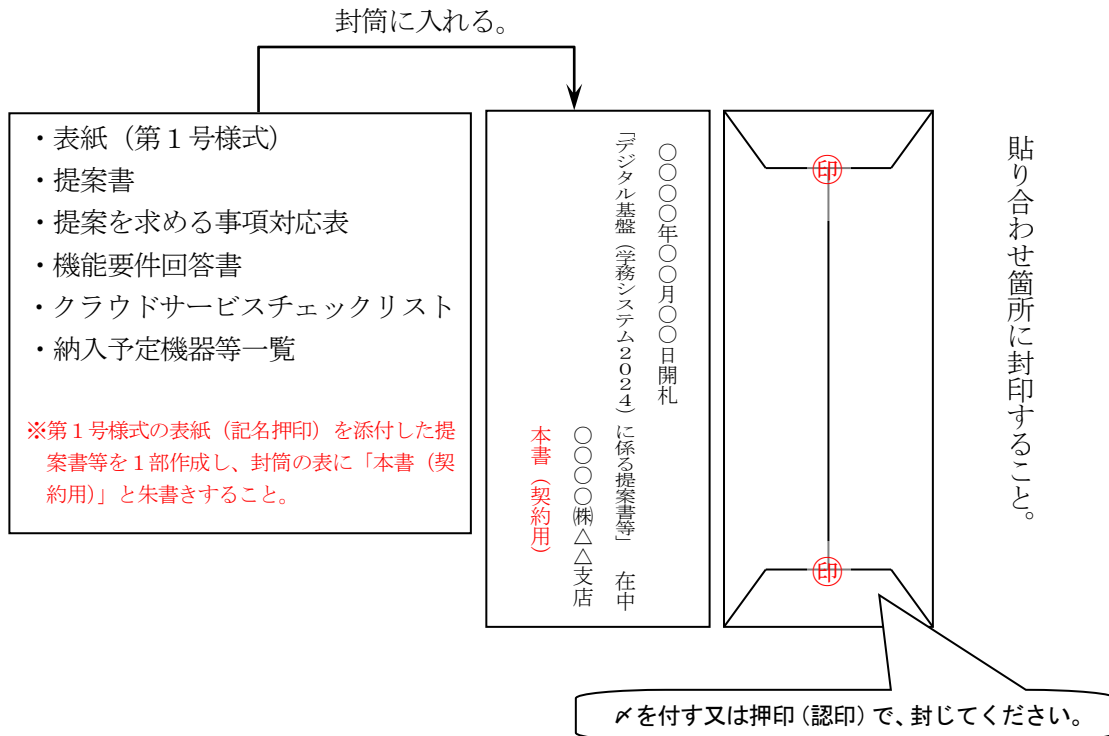 封筒に入れる。
・表紙（第１号様式）
・提案書
・提案を求める事項対応表
・機能要件回答書
・クラウドサービスチェックリスト
・納入予定機器等一覧
※第１号様式の表紙（記名押印）を添付した提
案書等を１部作成し、封筒の表に「本書（契
約用）」と朱書きすること。
〇〇〇〇年〇〇月〇〇日開札
「デジタル基盤（学務システム２０２４）に係る提案書等」　在中
〇〇〇〇㈱△△支店
本書（契約用）
印
印
貼り合わせ箇所に封印すること。
〆を付す又は押印（認印）で、封じてください。